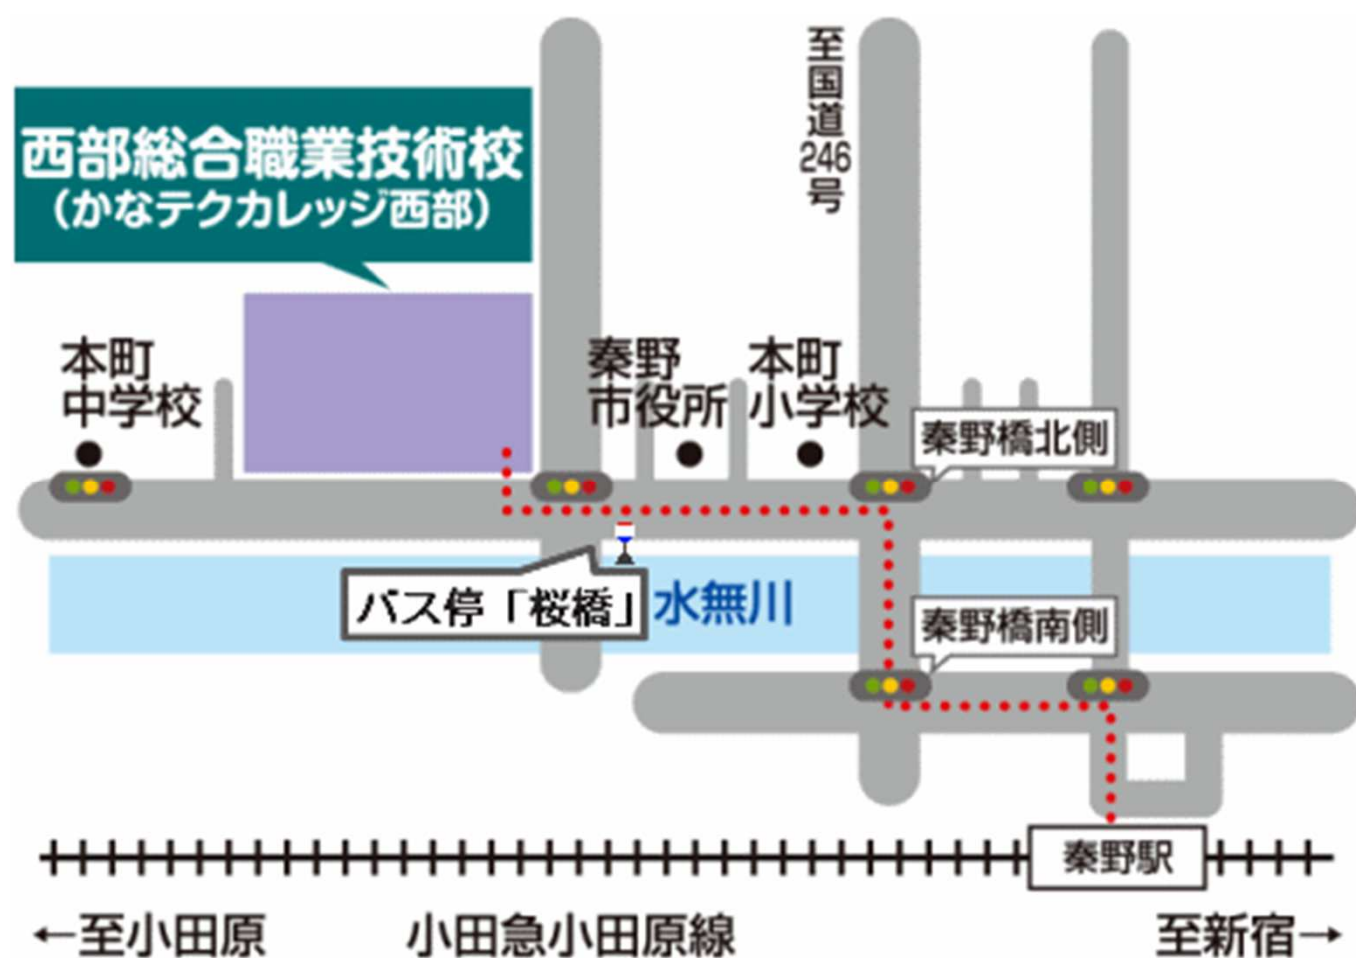 西部総合職業技術校
（かなテクカレッジ西部）
至国道246号
本町
中学校
秦野
市役所
本町
小学校
秦野橋北側
バス停「桜橋」
水無川
秦野橋南側
秦野駅
←至小田原
小田急小田原線
至新宿→